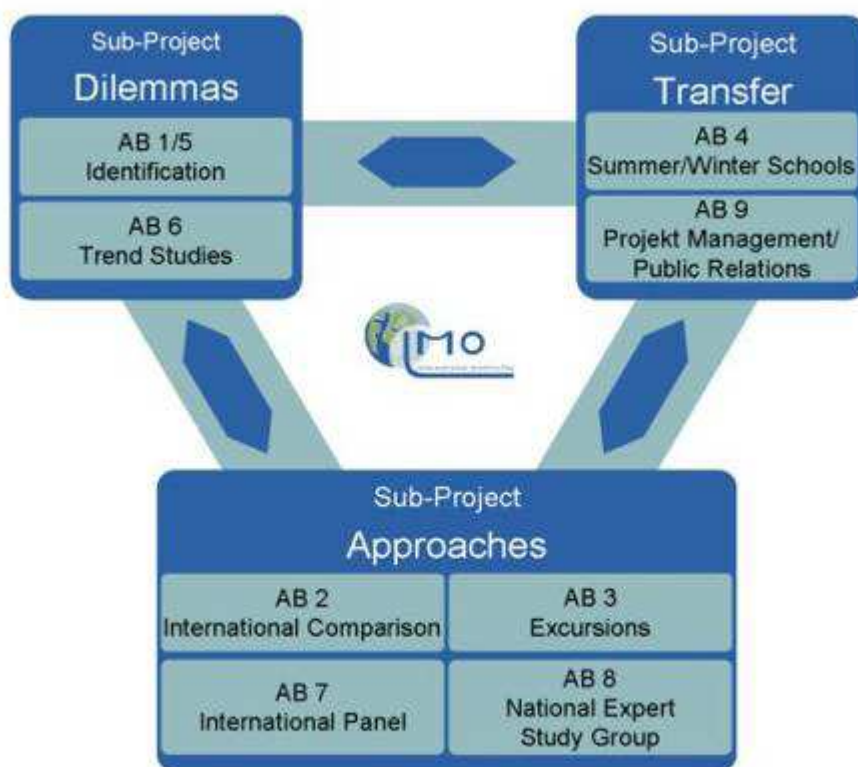 Sub-Project
Dilemmas
AB 1/5
Identification
AB 6
Trend Studies
Sub-Project
Transfer
AB 4
Summer/Winter Schools
AB 9
Projekt Management/
Public Relations
IMO
Sub-Project
Approaches
AB 2
International Comparison
AB 3
Excursions
AB 7
International Panel
AB 8
National Expert
Study Group